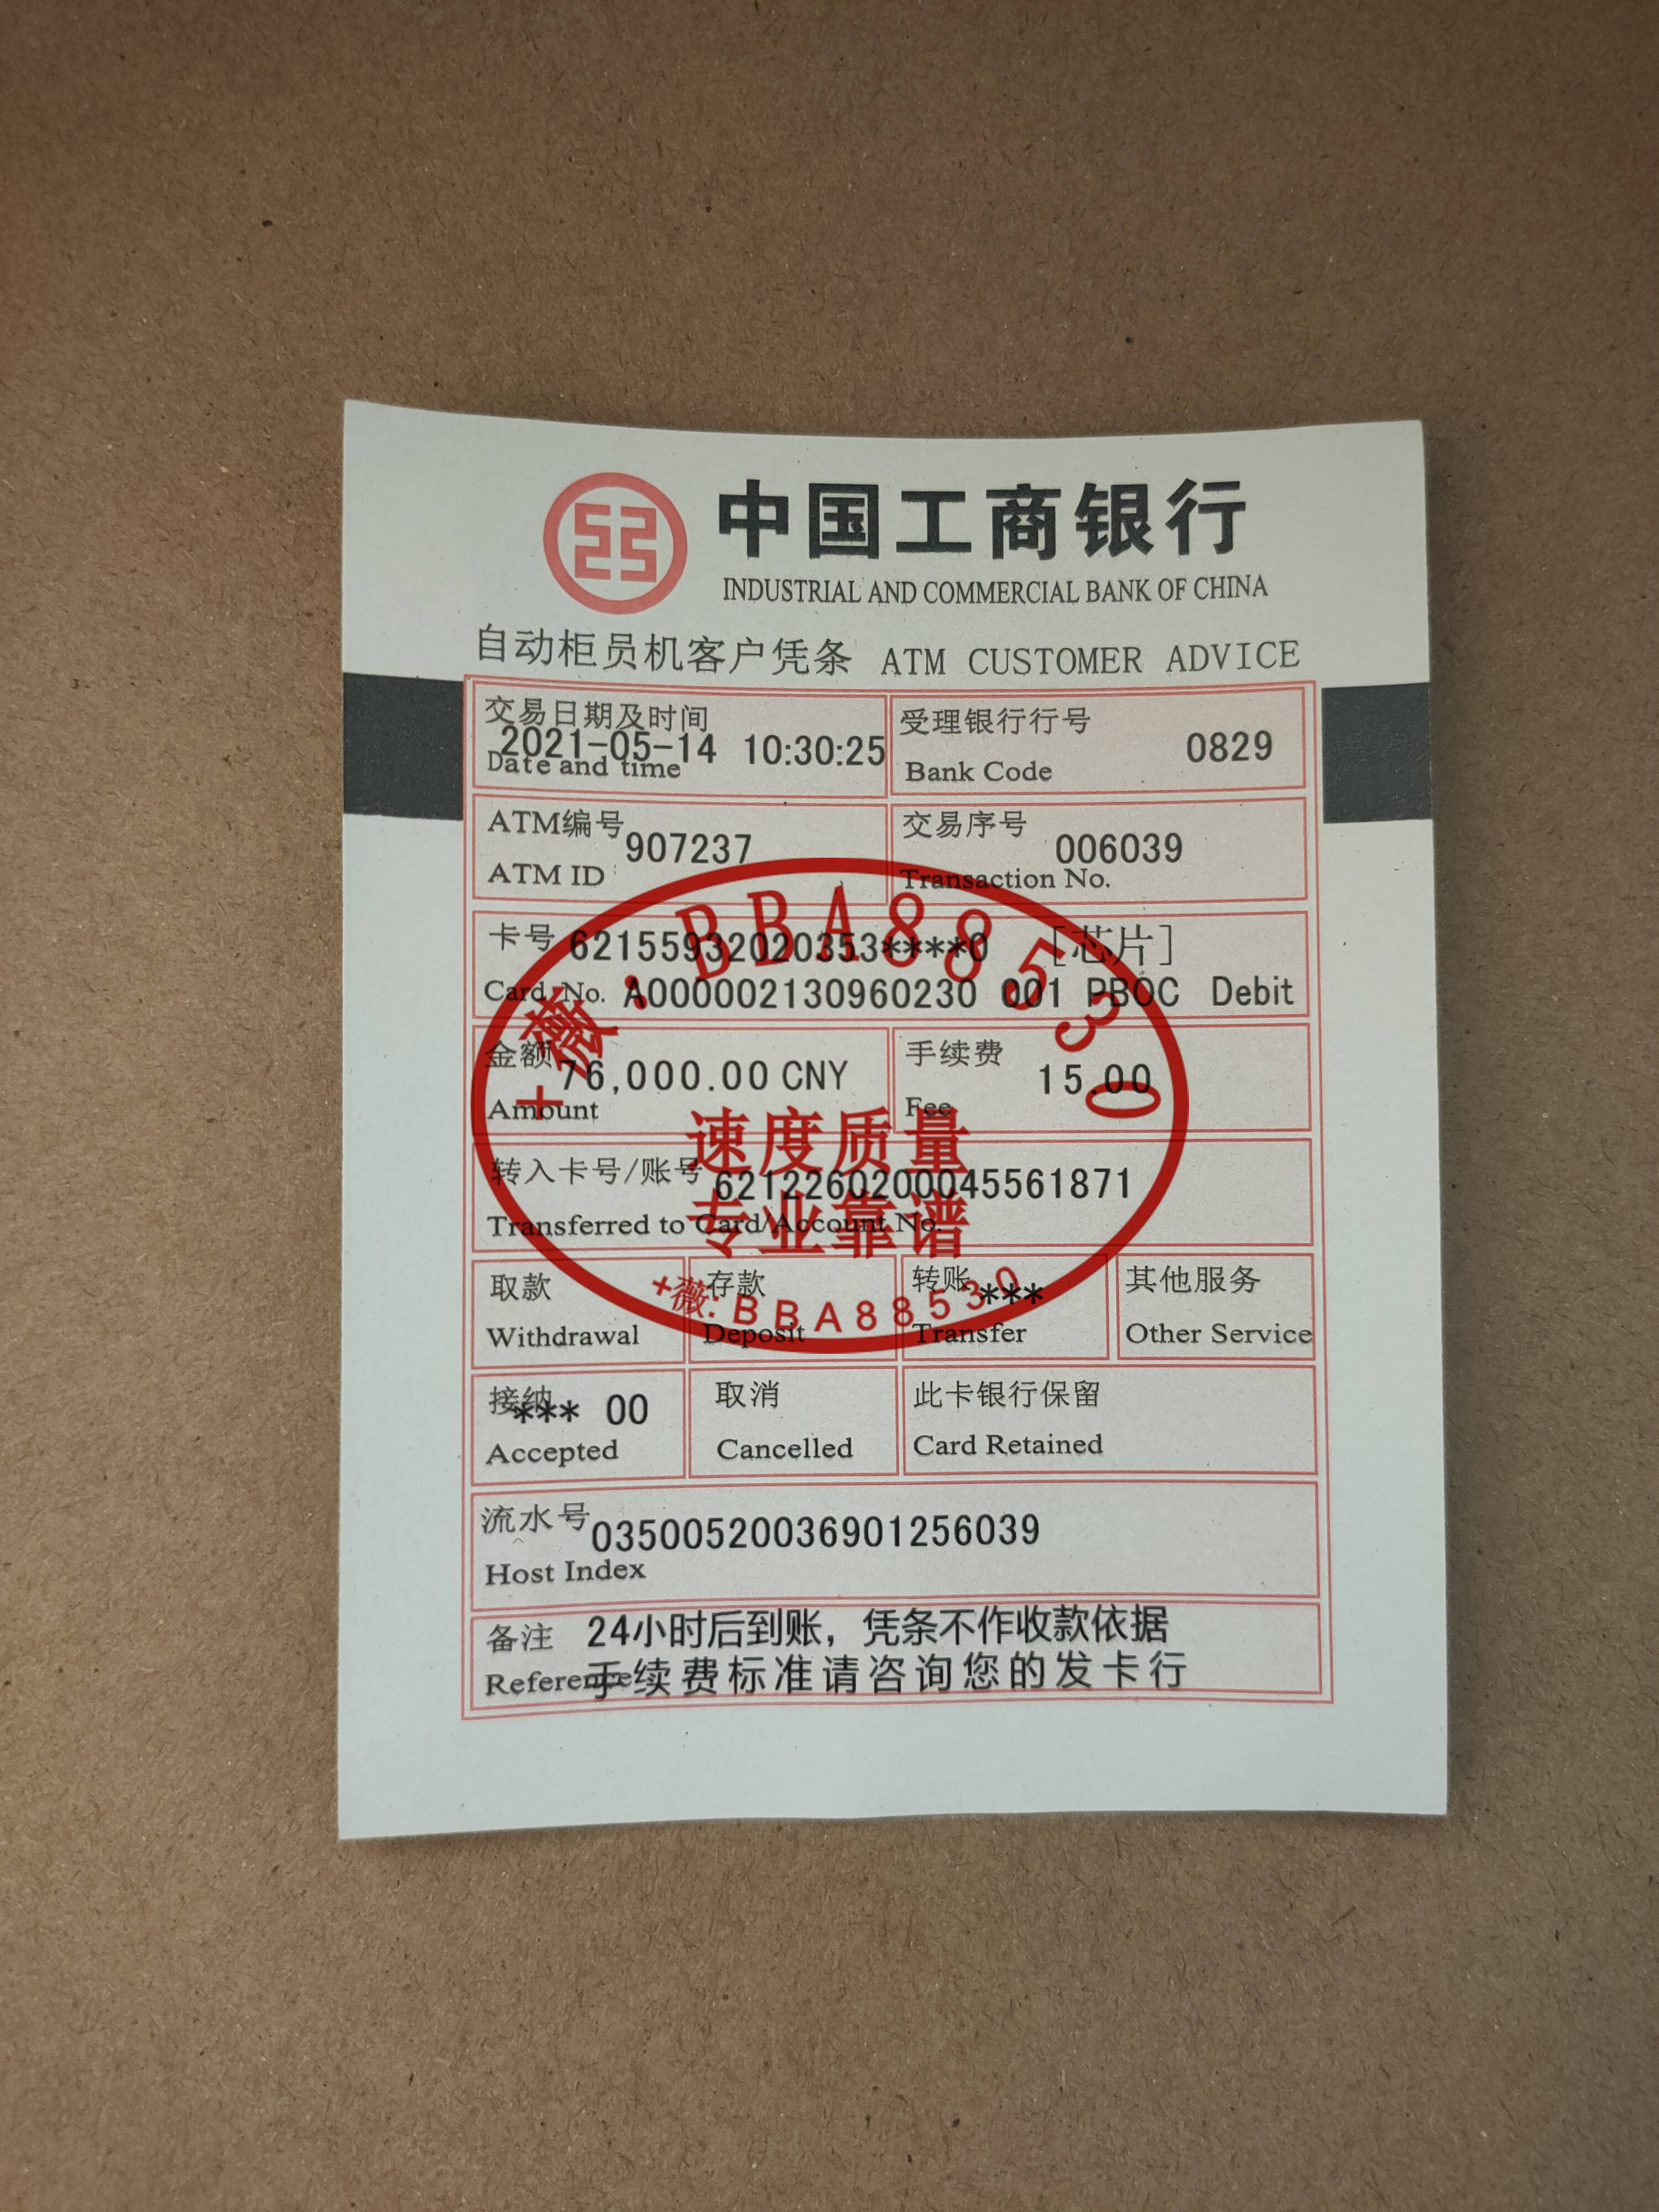 中国工商银行
INDUSTRIAL AND COMMERCIAL BANK OF CHINA
自动柜员机客户凭条 ATM CUSTOMER ADVICE
交易日期及时间
2021-05-14 10:30:25
Date and time
受理银行行号
0829
Bank Code
ATM编号
907237
ATM ID
交易序号
006039
Transaction No.
卡号 62155932020353****0 [芯片]
Card No. A0000002130960230 001 PBOC Debit
金额
76,000.00 CNY
Amount
手续费
15.00
Fee
转入卡号/账号
6212260200045561871
Transferred to Card/Account No.
取款
Withdrawal
存款
Deposit
转账
***
Transfer
其他服务
Other Service
接纳
*** 00
Accepted
取消
Cancelled
此卡银行保留
Card Retained
流水号
03500520036901256039
Host Index
备注 24小时后到账，凭条不作收款依据
Reference 手续费标准请咨询您的发卡行
+薇:BBA88530
速度质量
专业靠谱
+薇:BBA88530